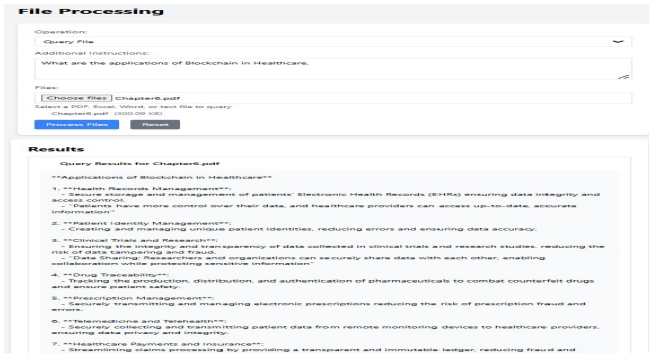 File Processing
Operation:
Query File
Additional Instructions:
What are the applications of Blockchain in Healthcare.
Files:
Choose files Chapter6.pdf
Select a PDF, Excel, Word, or text file to query
Chapter6.pdf (300.09 KB)
Process Files Reset
Results
Query Results for Chapter6.pdf
**Applications of Blockchain in Healthcare**
1. **Health Records Management**:
- Secure storage and management of patients' Electronic Health Records (EHRs) ensuring data integrity and
access control.
- "Patients have more control over their data, and healthcare providers can access up-to-date, accurate
information"
2. **Patient Identity Management**:
- Creating and managing unique patient identities, reducing errors and ensuring data accuracy.
3. **Clinical Trials and Research**:
- Ensuring the integrity and transparency of data collected in clinical trials and research studies, reducing the
risk of data tampering and fraud.
- "Data Sharing: Researchers and organizations can securely share data with each other, enabling
collaboration while protecting sensitive information"
4. **Drug Traceability**:
- Tracking the production, distribution, and authentication of pharmaceuticals to combat counterfeit drugs
and ensure patient safety.
5. **Prescription Management**:
- Securely transmitting and managing electronic prescriptions reducing the risk of prescription fraud and
errors.
6. **Telemedicine and Telehealth**:
- Securely collecting and transmitting patient data from remote monitoring devices to healthcare providers,
ensuring data privacy and integrity.
7. **Healthcare Payments and Insurance**:
- Streamlining claims processing by providing a transparent and immutable ledger, reducing fraud and